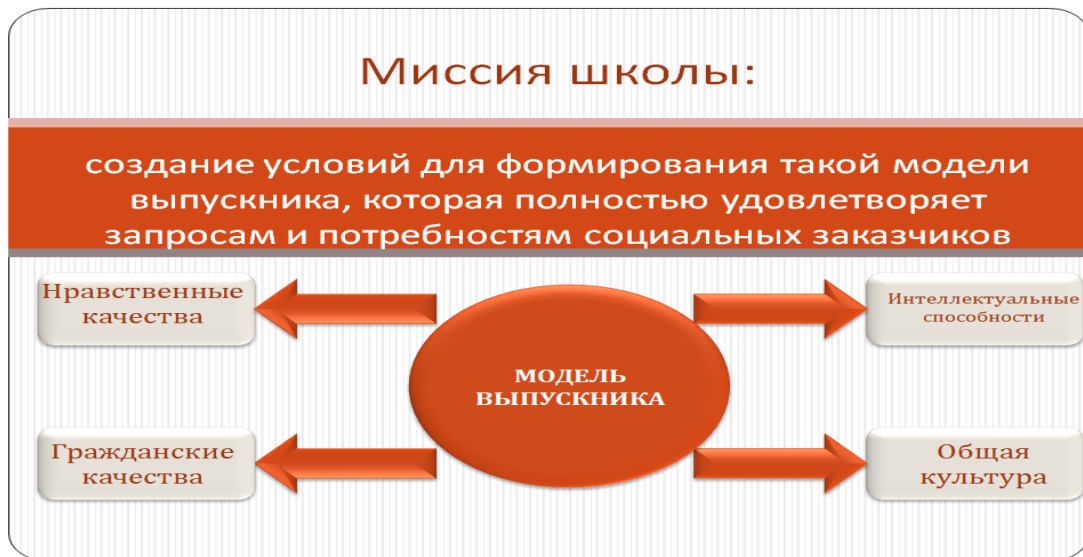 Миссия школы:
создание условий для формирования такой модели
выпускника, которая полностью удовлетворяет
запросам и потребностям социальных заказчиков
Нравственные
качества
Интеллектуальные
способности
МОДЕЛЬ
ВЫПУСКНИКА
Гражданские
качества
Общая
культура